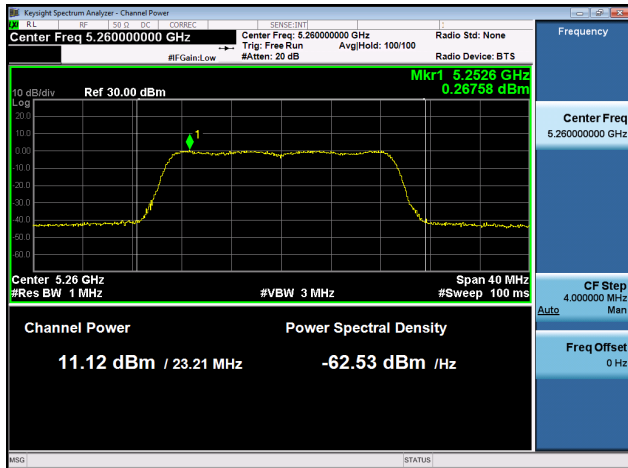 Keysight Spectrum Analyzer - Channel Power
LXI RL RF 50 Ω DC CORREC SENSE:INT
Center Freq 5.260000000 GHz
Center Freq: 5.260000000 GHz
Radio Std: None
Trig: Free Run Avg|Hold: 100/100
#IFGain:Low
#Atten: 20 dB
Radio Device: BTS
Mkr1 5.2526 GHz
0.26758 dBm
10 dB/div Ref 30.00 dBm
Log
20.0
10.0
0.00
-10.0
-20.0
-30.0
-40.0
-50.0
-60.0
1
Center 5.26 GHz
Span 40 MHz
#Res BW 1 MHz
#VBW 3 MHz
#Sweep 100 ms
Channel Power
Power Spectral Density
11.12 dBm / 23.21 MHz
-62.53 dBm /Hz
MSG
STATUS
Frequency
Center Freq
5.260000000 GHz
CF Step
4.000000 MHz
Auto Man
Freq Offset
0 Hz